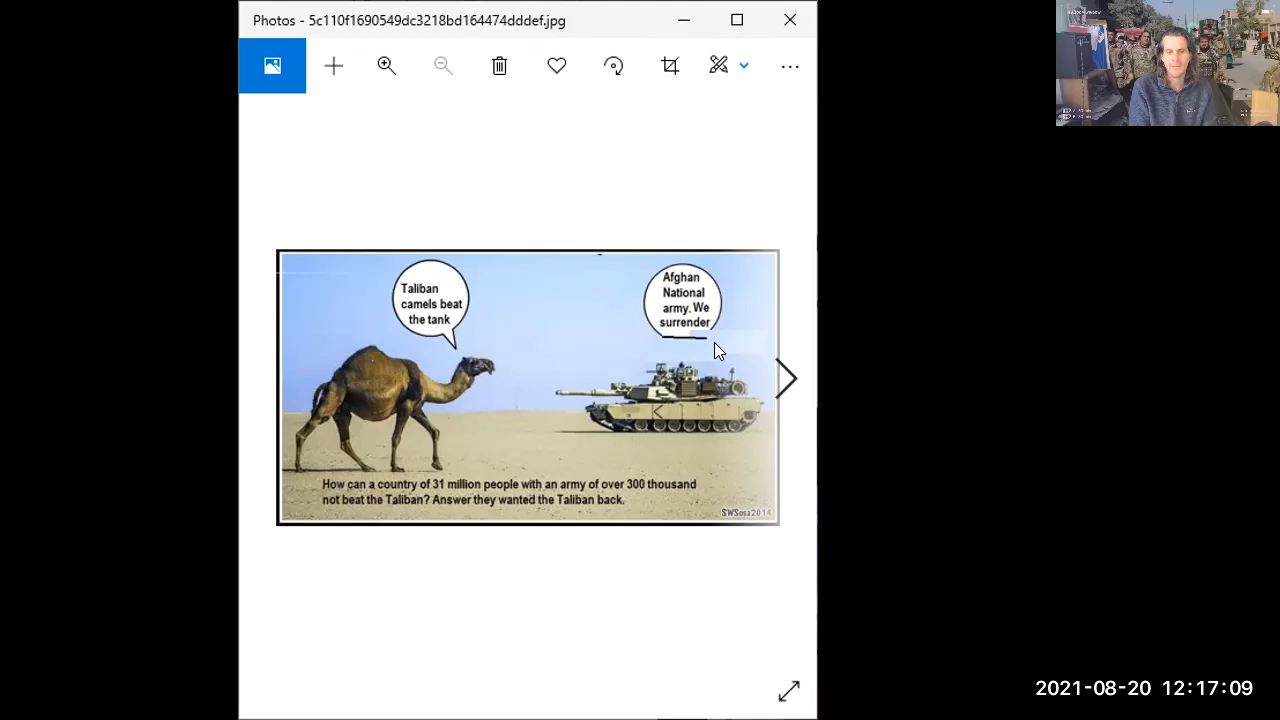 Photos - 5c110f1690549dc3218bd164474dddef.jpg
Taliban
camels beat
the tank
Afghan
National
army. We
surrender
How can a country of 31 million people with an army of over 300 thousand
not beat the Taliban? Answer they wanted the Taliban back.
SWSosa2014
2021-08-20 12:17:09